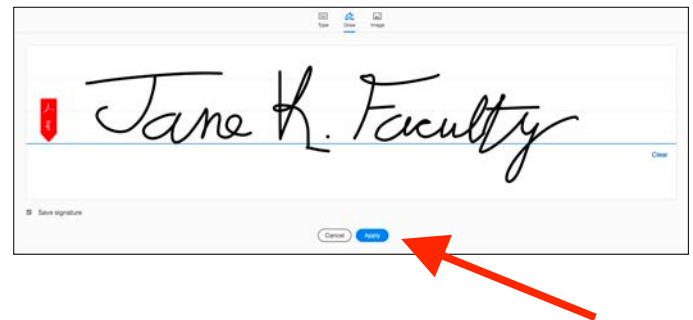 Type Draw Image
Jane K. Faculty
Clear
Save signature
Cancel Apply